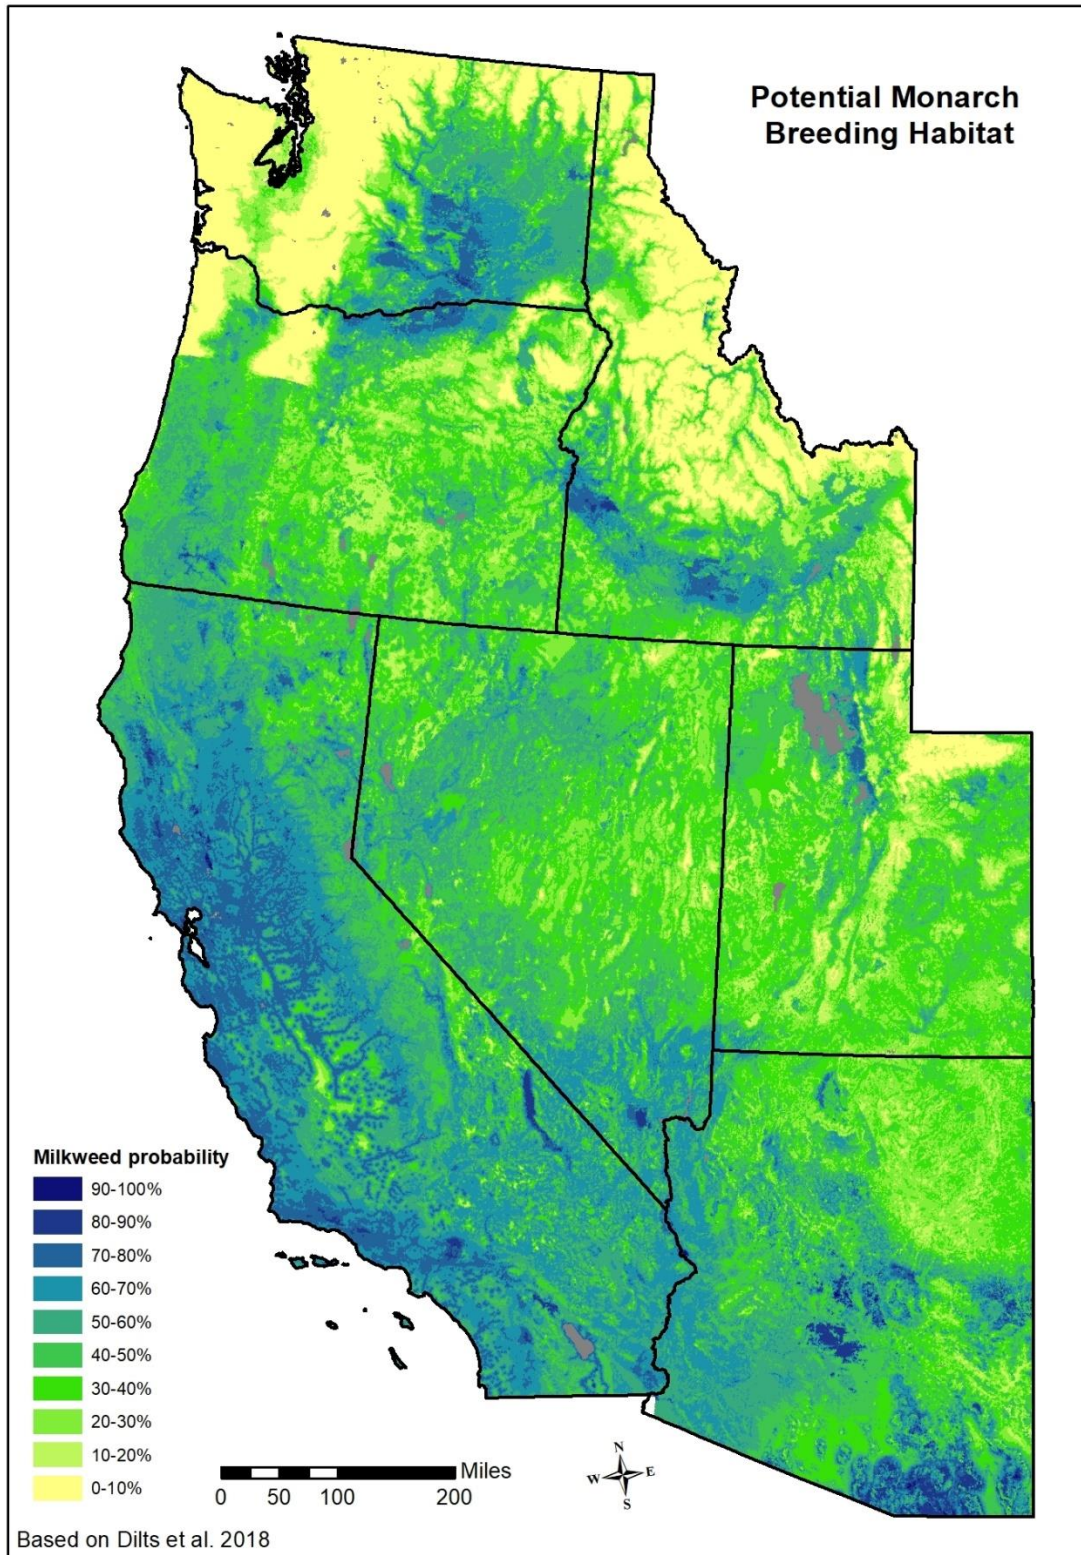 Potential Monarch
Breeding Habitat
Milkweed probability
90-100%
80-90%
70-80%
60-70%
50-60%
40-50%
30-40%
20-30%
10-20%
0-10%
Miles
0 50 100 200
N
W E
S
Based on Dilts et al. 2018